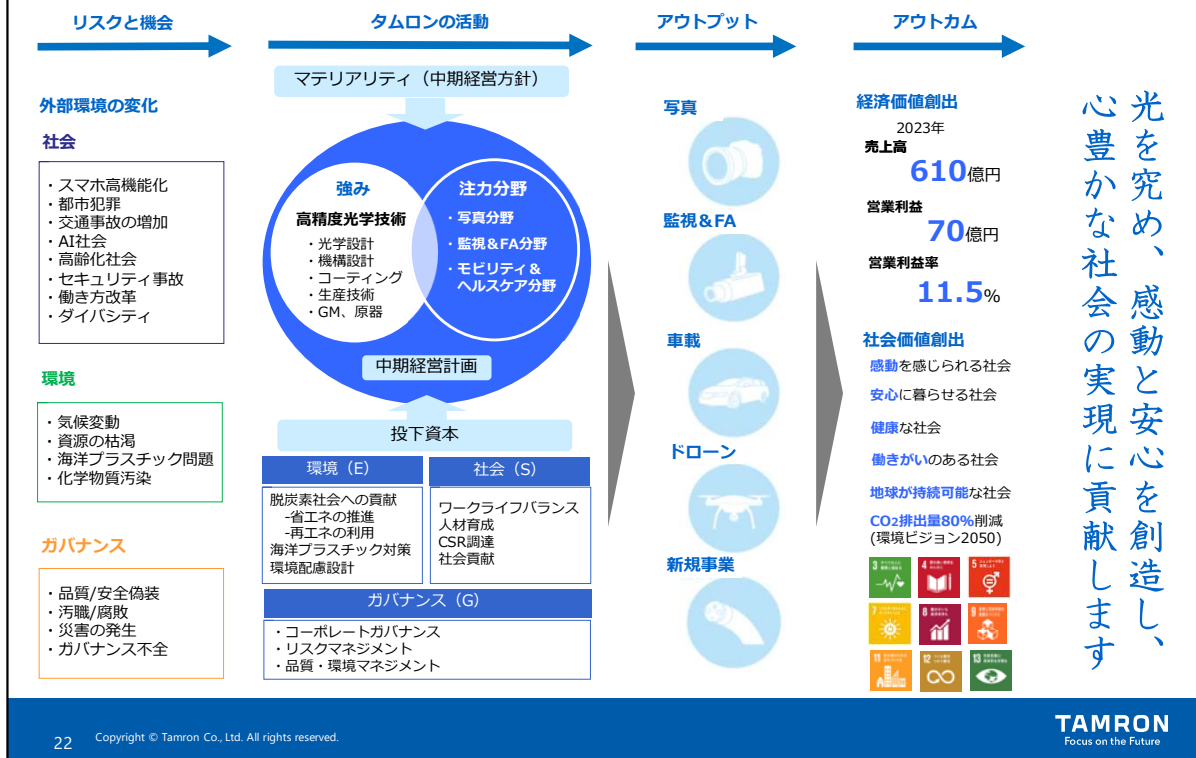 リスクと機会
タムロンの活動
アウトプット
アウトカム
外部環境の変化
社会
・スマホ高機能化
・都市犯罪
・交通事故の増加
・AI社会
・高齢化社会
・セキュリティ事故
・働き方改革
・ダイバシティ
環境
・気候変動
・資源の枯渇
・海洋プラスチック問題
・化学物質汚染
ガバナンス
・品質/安全偽装
・汚職/腐敗
・災害の発生
・ガバナンス不全
マテリアリティ（中期経営方針）
強み
高精度光学技術
・光学設計
・機構設計
・コーティング
・生産技術
・GM、原器
注力分野
・写真分野
・監視＆FA分野
・モビリティ＆
ヘルスケア分野
中期経営計画
投下資本
環境（E）
脱炭素社会への貢献
-省エネの推進
-再エネの利用
海洋プラスチック対策
環境配慮設計
社会（S）
ワークライフバランス
人材育成
CSR調達
社会貢献
ガバナンス（G）
・コーポレートガバナンス
・リスクマネジメント
・品質・環境マネジメント
写真
監視＆FA
車載
ドローン
新規事業
経済価値創出
2023年
売上高
610億円
営業利益
70億円
営業利益率
11.5%
社会価値創出
感動を感じられる社会
安心に暮らせる社会
健康な社会
働きがいのある社会
地球が持続可能な社会
CO2排出量80%削減
(環境ビジョン2050)
3
4
5
7
8
9
11
12
13
光を究め、感動と安心を創造し、
心豊かな社会の実現に貢献します
22
Copyright © Tamron Co., Ltd. All rights reserved.
TAMRON
Focus on the Future